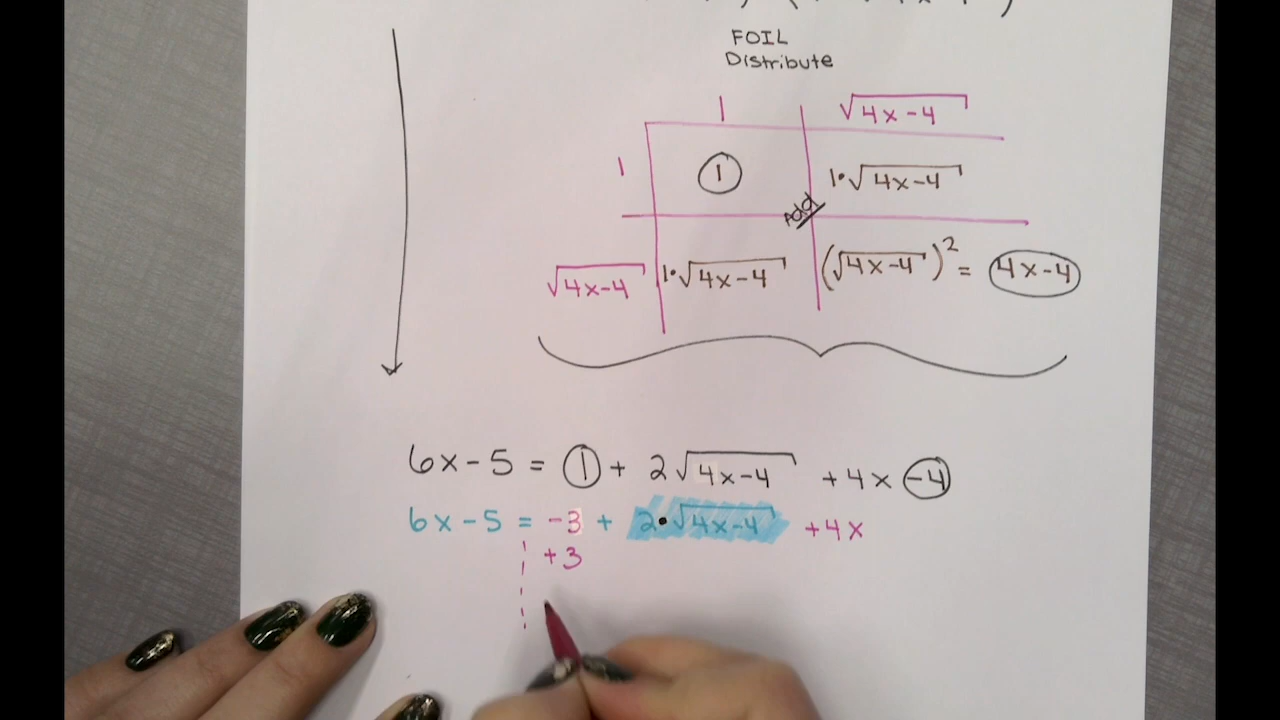 FOIL
Distribute
1 √4x-4
1 ① 1•√4x-4
Add
√4x-4 1•√4x-4 (√4x-4)² = 4x-4
6x-5 = ① + 2√4x-4 +4x -4
6x-5 = -3 + 2•√4x-4 +4x
+3